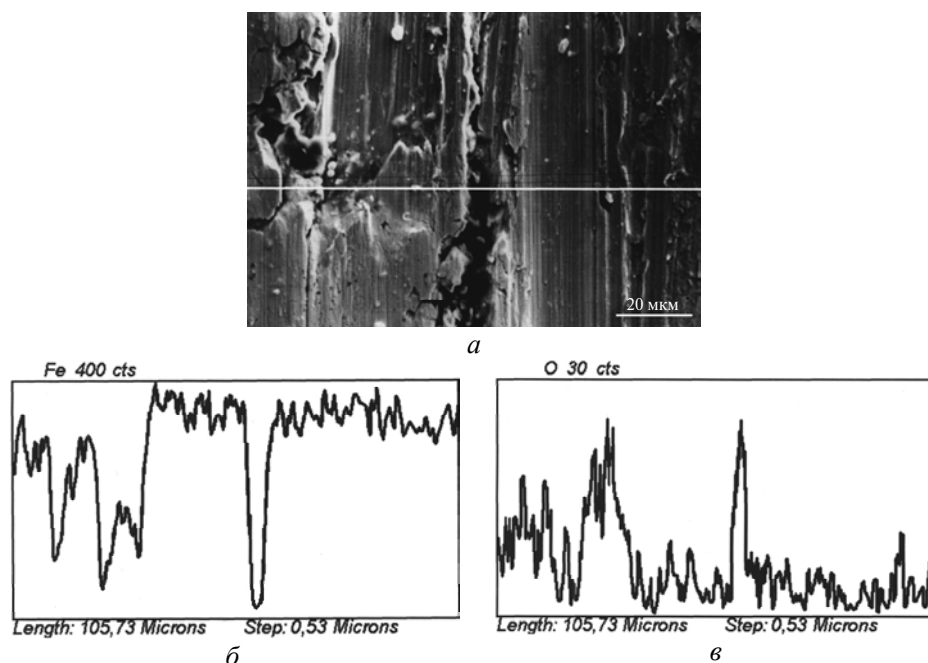 20 мкм
а
Fe 400 cts
O 30 cts
Length: 105,73 Microns Step: 0,53 Microns
Length: 105,73 Microns Step: 0,53 Microns
б
в